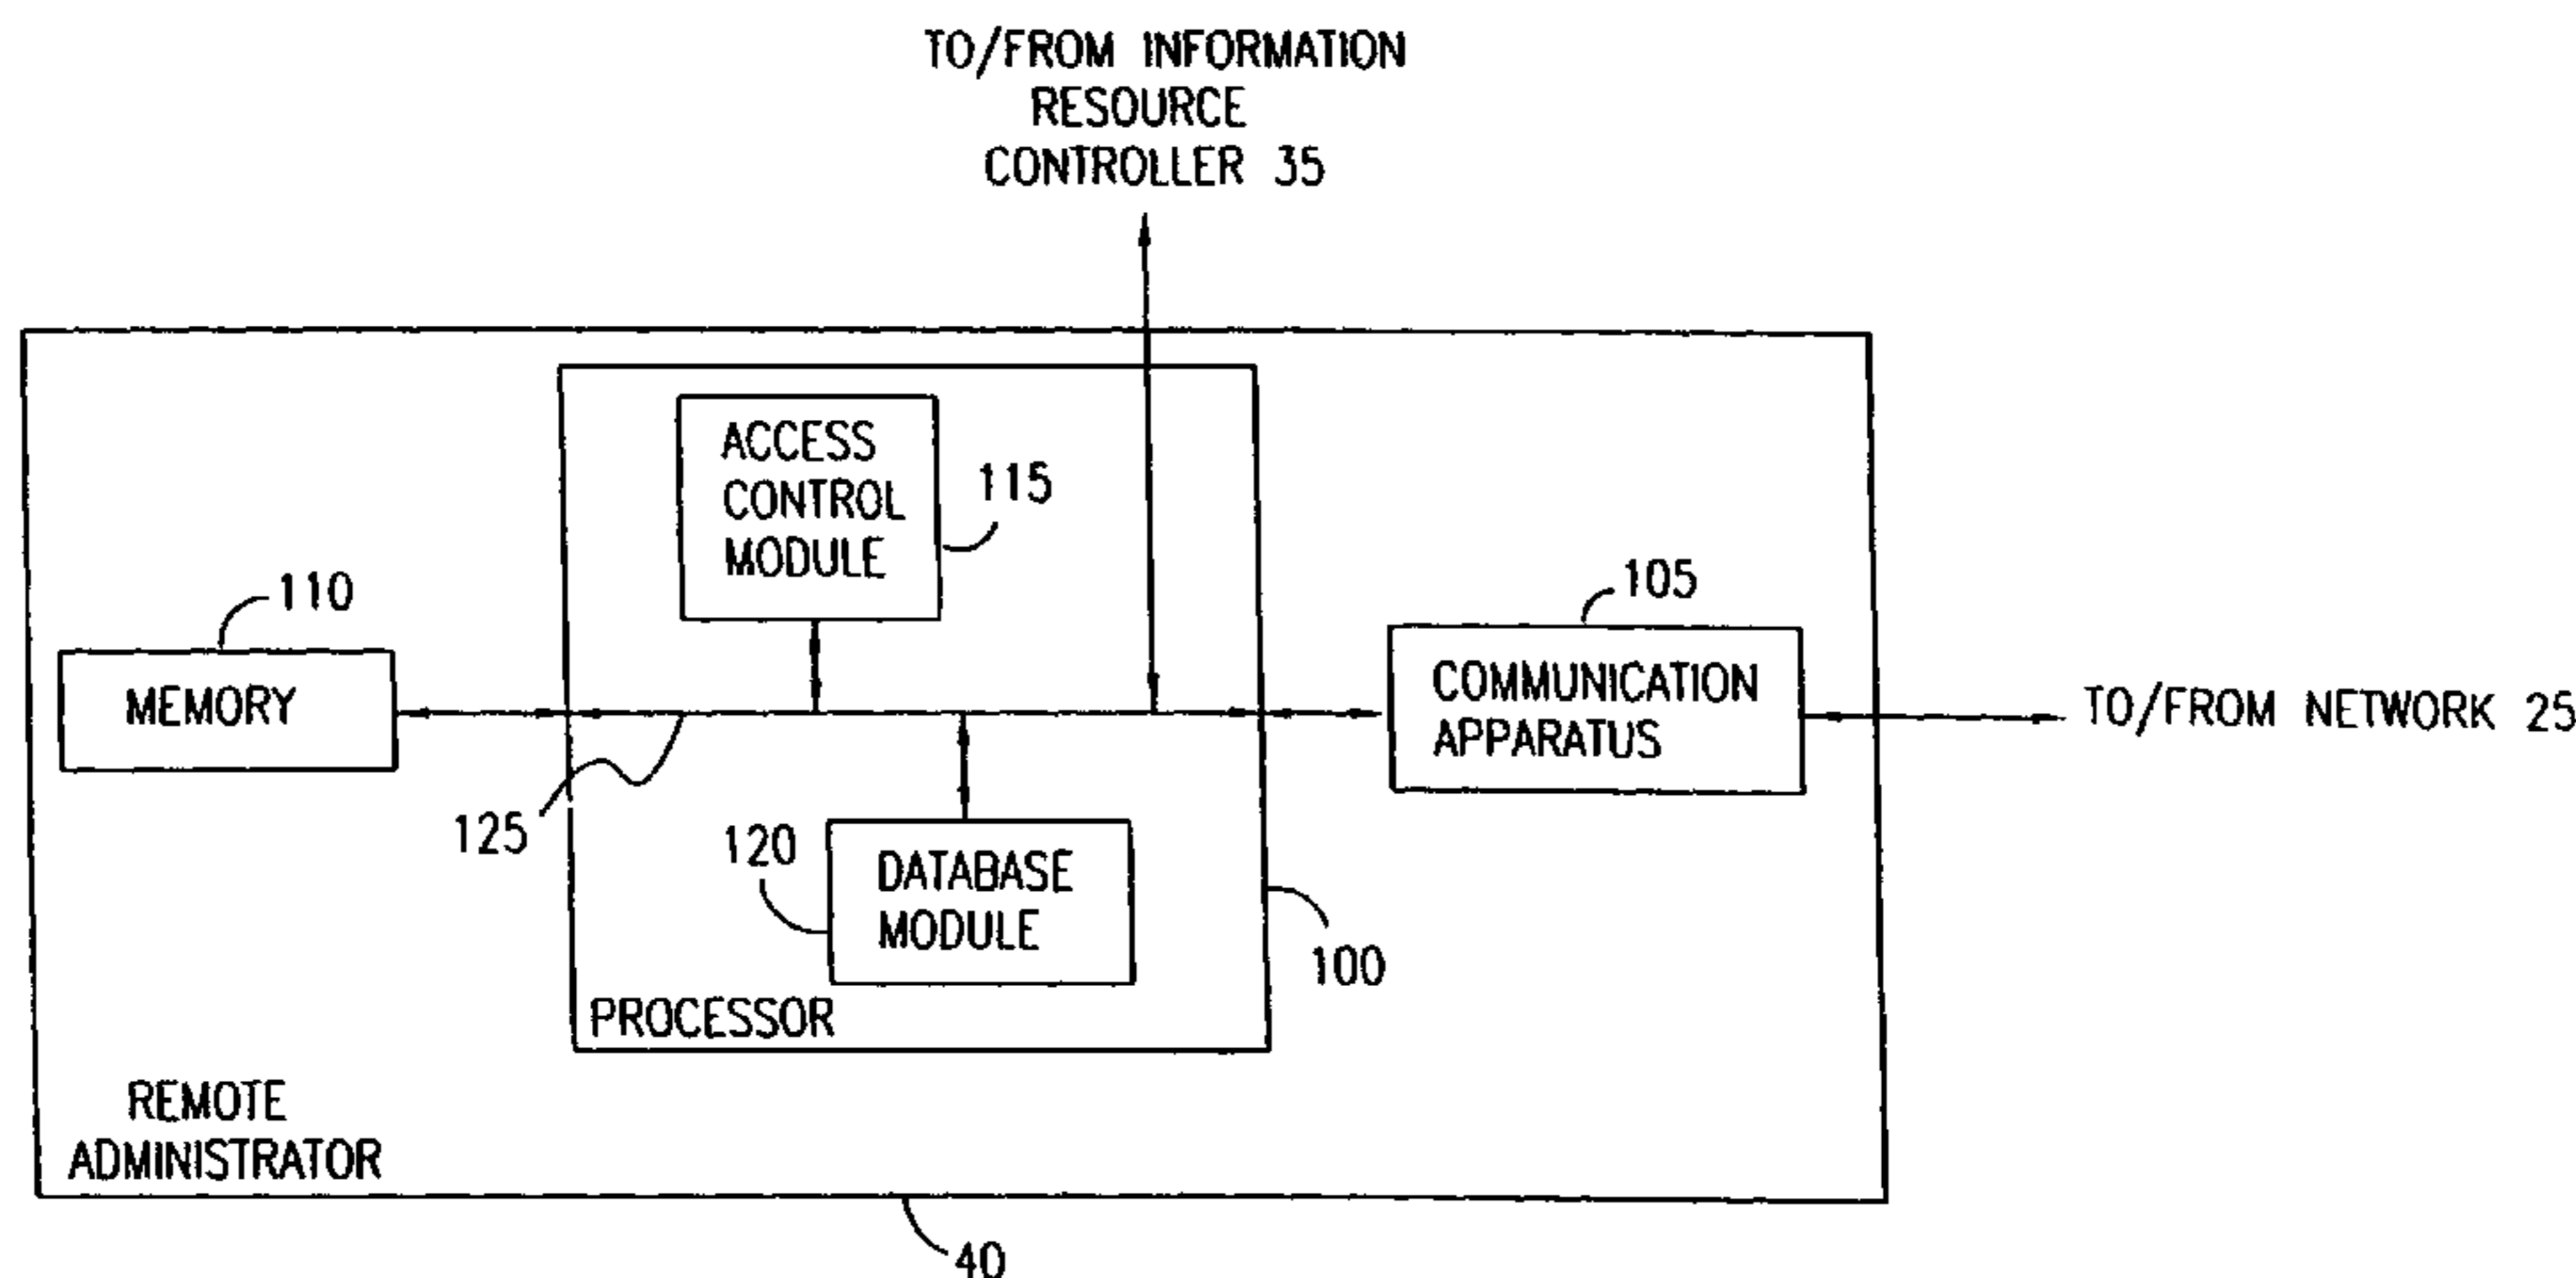 TO/FROM INFORMATION
RESOURCE
CONTROLLER 35
ACCESS
CONTROL
MODULE
115
110
MEMORY
105
COMMUNICATION
APPARATUS
TO/FROM NETWORK 25
125
120
DATABASE
MODULE
100
PROCESSOR
REMOTE
ADMINISTRATOR
40